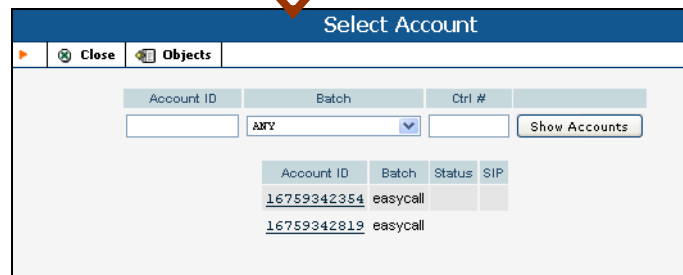 Select Account
Close Objects
Account ID Batch Ctrl #
ANY Show Accounts
Account ID Batch Status SIP
16759342354 easycall
16759342819 easycall